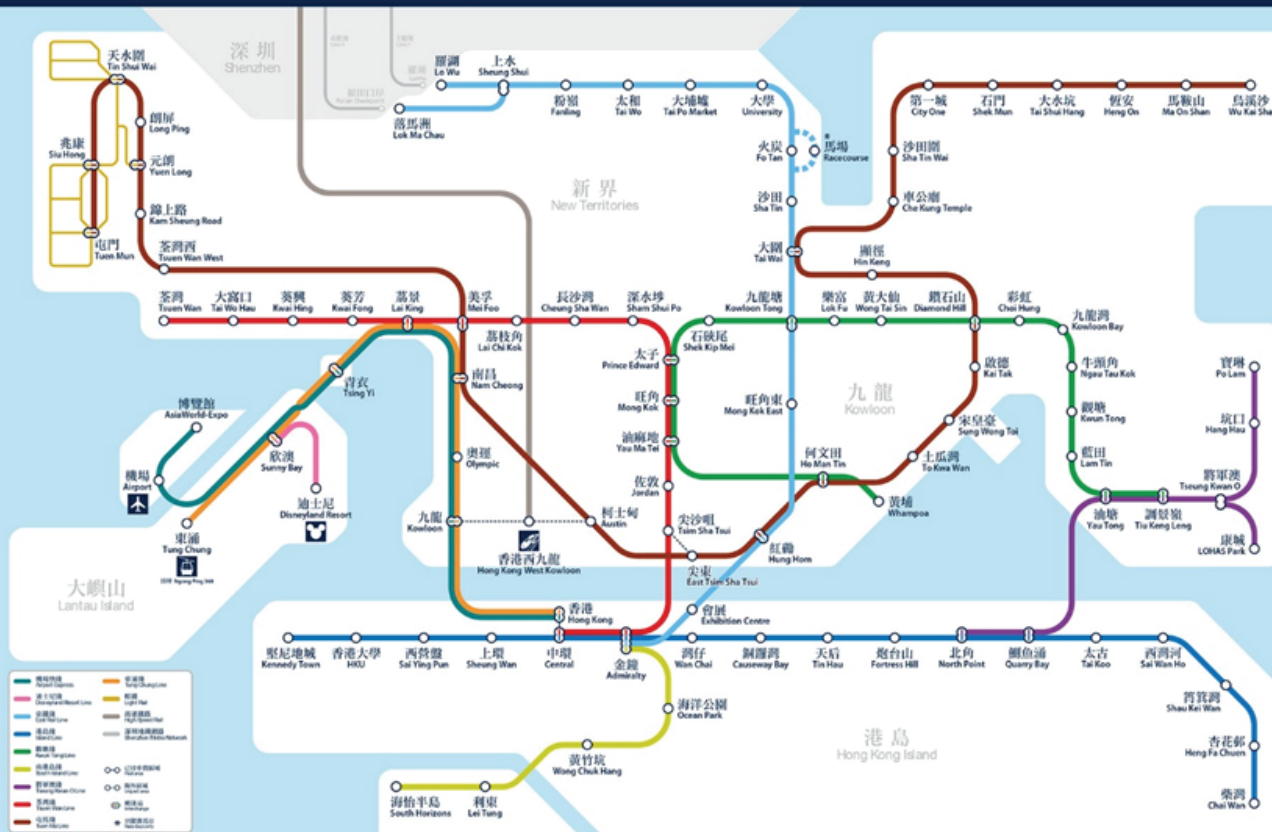 深圳
Shenzhen
天水圍
Tin Shui Wai
朗屏
Long Ping
兆康
Siu Hong
元朗
Yuen Long
錦上路
Kam Sheung Road
屯門
Tuen Mun
荃灣西
Tsuen Wan West
羅湖
Lo Wu
上水
Sheung Shui
落馬洲
Lok Ma Chau
粉嶺
Fanling
太和
Tai Wo
大埔墟
Tai Po Market
大學
University
火炭
Fo Tan
*
馬場
Racecourse
沙田
Sha Tin
大圍
Tai Wai
新界
New Territories
第一城
City One
石門
Shek Mun
大水坑
Tai Shui Hang
恆安
Heng On
馬鞍山
Ma On Shan
烏溪沙
Wu Kai Sha
沙田圍
Sha Tin Wai
車公廟
Che Kung Temple
顯徑
Hin Keng
荃灣
Tsuen Wan
大窩口
Tai Wo Hau
葵興
Kwai Hing
葵芳
Kwai Fong
荔景
Lai King
美孚
Mei Foo
荔枝角
Lai Chi Kok
長沙灣
Cheung Sha Wan
深水埗
Sham Shui Po
石硤尾
Shek Kip Mei
九龍塘
Kowloon Tong
樂富
Lok Fu
黃大仙
Wong Tai Sin
鑽石山
Diamond Hill
彩虹
Choi Hung
九龍灣
Kowloon Bay
牛頭角
Ngau Tau Kok
觀塘
Kwun Tong
藍田
Lam Tin
太子
Prince Edward
旺角
Mong Kok
油麻地
Yau Ma Tei
佐敦
Jordan
尖沙咀
Tsim Sha Tsui
旺角東
Mong Kok East
九龍
Kowloon
啟德
Kai Tak
宋皇臺
Sung Wong Toi
土瓜灣
To Kwa Wan
何文田
Ho Man Tin
黃埔
Whampoa
寶琳
Po Lam
坑口
Hang Hau
將軍澳
Tseung Kwan O
康城
LOHAS Park
油塘
Yau Tong
調景嶺
Tiu Keng Leng
青衣
Tsing Yi
南昌
Nam Cheong
奧運
Olympic
九龍
Kowloon
柯士甸
Austin
香港西九龍
Hong Kong West Kowloon
尖東
East Tsim Sha Tsui
紅磡
Hung Hom
博覽館
AsiaWorld-Expo
機場
Airport
欣澳
Sunny Bay
迪士尼
Disneyland Resort
東涌
Tung Chung
大嶼山
Lantau Island
香港
Hong Kong
會展
Exhibition Centre
堅尼地城
Kennedy Town
香港大學
HKU
西營盤
Sai Ying Pun
上環
Sheung Wan
中環
Central
金鐘
Admiralty
灣仔
Wan Chai
銅鑼灣
Causeway Bay
天后
Tin Hau
炮台山
Fortress Hill
北角
North Point
鰂魚涌
Quarry Bay
太古
Tai Koo
西灣河
Sai Wan Ho
筲箕灣
Shau Kei Wan
杏花邨
Heng Fa Chuen
柴灣
Chai Wan
海洋公園
Ocean Park
黃竹坑
Wong Chuk Hang
利東
Lei Tung
海怡半島
South Horizons
港島
Hong Kong Island